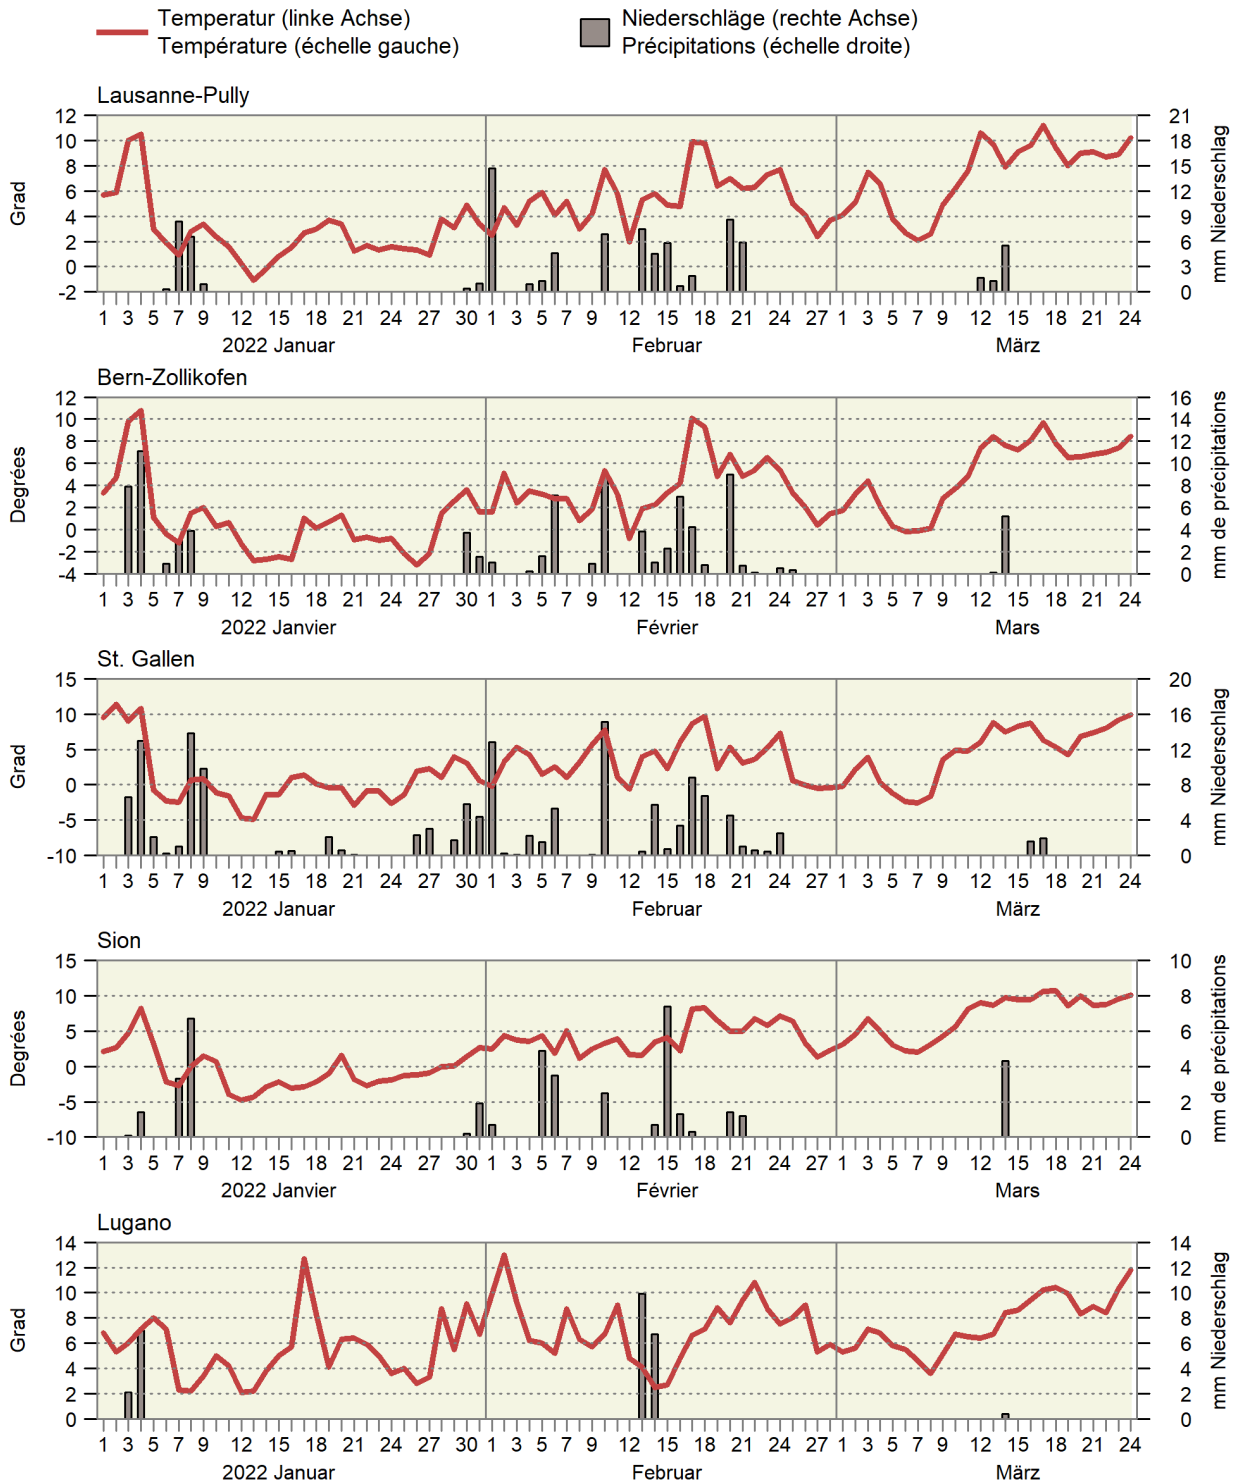 Temperatur (linke Achse)
Température (échelle gauche)
Niederschläge (rechte Achse)
Précipitations (échelle droite)
Lausanne-Pully
12 10 8 6 4 2 0 -2
Grad
21 18 15 12 9 6 3 0
mm Niederschlag
1 3 5 7 9 12 15 18 21 24 27 30 1 3 5 7 9 12 15 18 21 24 27 1 3 5 7 9 12 15 18 21 24
2022 Januar Februar März
Bern-Zollikofen
12 10 8 6 4 2 0 -2 -4
Degrées
16 14 12 10 8 6 4 2 0
mm de précipitations
1 3 5 7 9 12 15 18 21 24 27 30 1 3 5 7 9 12 15 18 21 24 27 1 3 5 7 9 12 15 18 21 24
2022 Janvier Février Mars
St. Gallen
15 10 5 0 -5 -10
Grad
20 16 12 8 4 0
mm Niederschlag
1 3 5 7 9 12 15 18 21 24 27 30 1 3 5 7 9 12 15 18 21 24 27 1 3 5 7 9 12 15 18 21 24
2022 Januar Februar März
Sion
15 10 5 0 -5 -10
Degrées
10 8 6 4 2 0
mm de précipitations
1 3 5 7 9 12 15 18 21 24 27 30 1 3 5 7 9 12 15 18 21 24 27 1 3 5 7 9 12 15 18 21 24
2022 Janvier Février Mars
Lugano
14 12 10 8 6 4 2 0
Grad
14 12 10 8 6 4 2 0
mm Niederschlag
1 3 5 7 9 12 15 18 21 24 27 30 1 3 5 7 9 12 15 18 21 24 27 1 3 5 7 9 12 15 18 21 24
2022 Januar Februar März